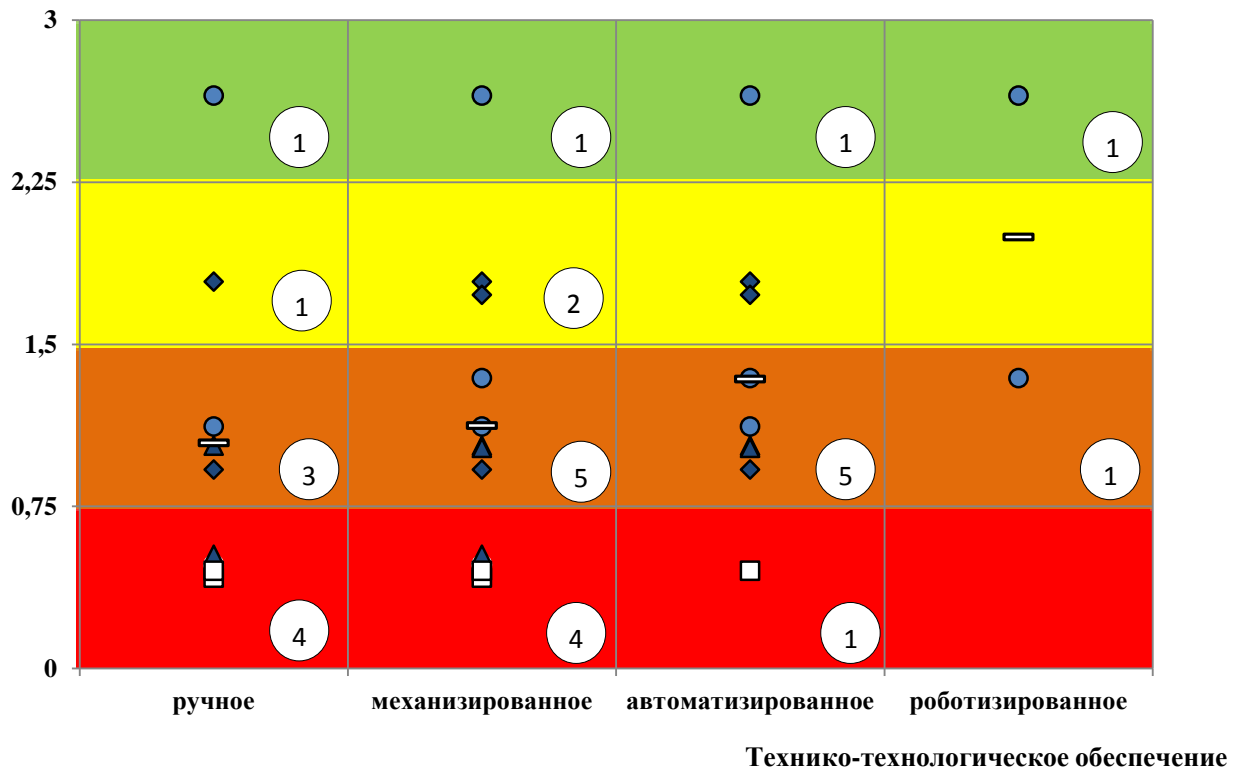 3
1 1 1 1
2,25
1 2
1,5
3 5 5 1
0,75
4 4 1
0
ручное механизированное автоматизированное роботизированное
Технико-технологическое обеспечение